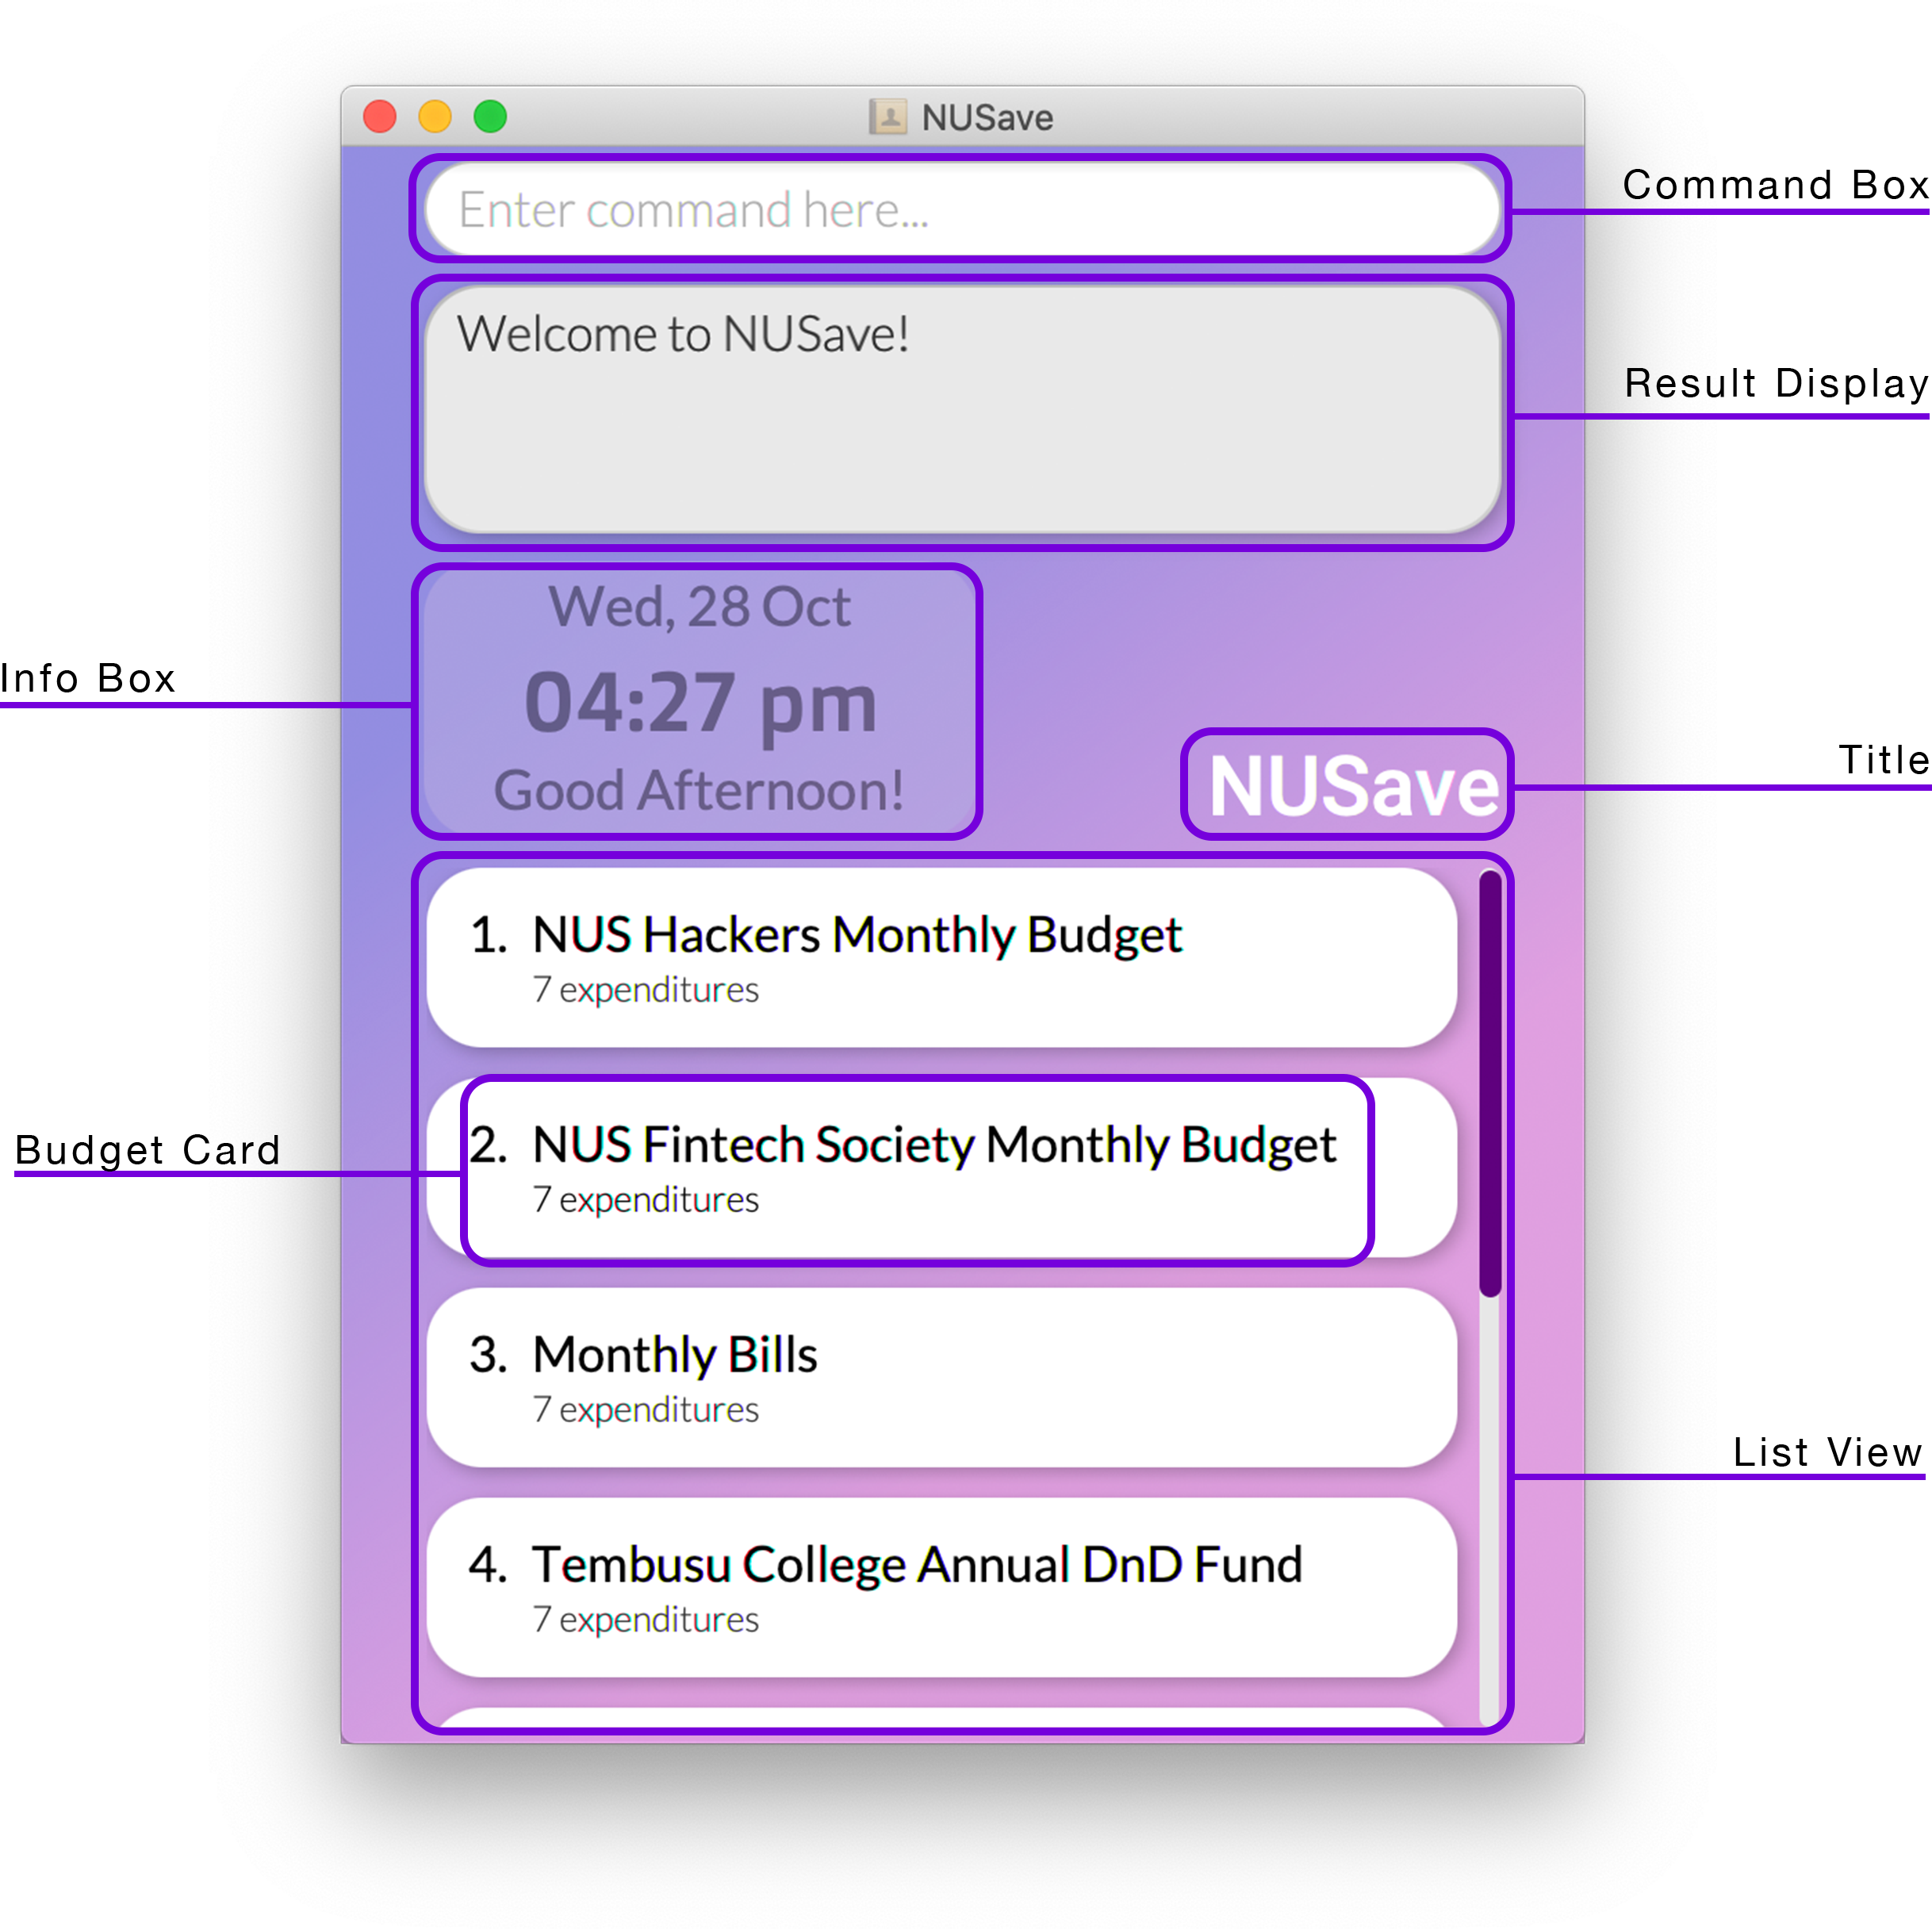 NUSave
Enter command here...
Command Box
Welcome to NUSave!
Result Display
Wed, 28 Oct
04:27 pm
Good Afternoon!
Info Box
NUSave
Title
1. NUS Hackers Monthly Budget
7 expenditures
2. NUS Fintech Society Monthly Budget
7 expenditures
Budget Card
3. Monthly Bills
7 expenditures
List View
4. Tembusu College Annual DnD Fund
7 expenditures